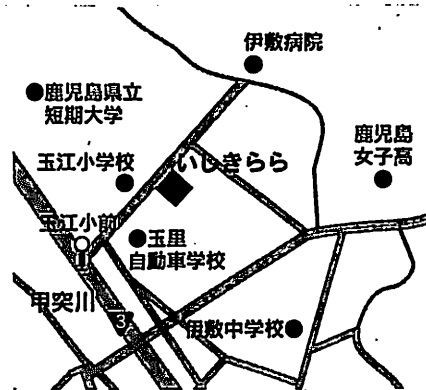 伊敷病院
鹿児島県立
短期大学
鹿児島
女子高
玉江小学校
いしきらら
玉江小前
玉里
自動車学校
甲突川
3
伊敷中学校